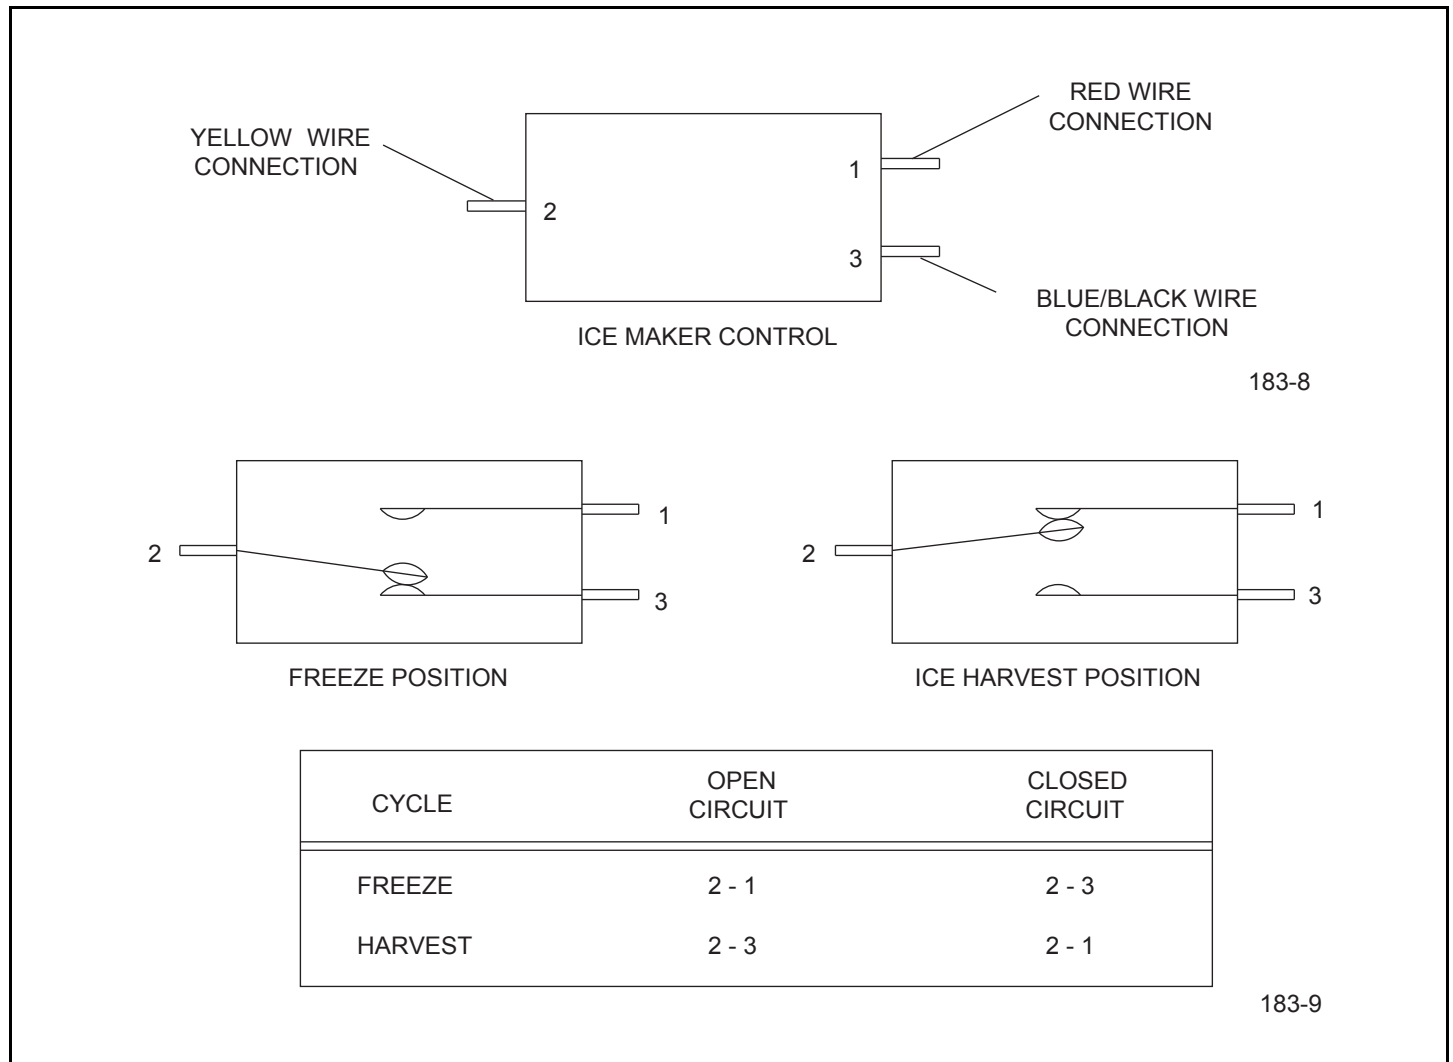 RED WIRE
CONNECTION
YELLOW WIRE
CONNECTION
1
2
3
BLUE/BLACK WIRE
CONNECTION
ICE MAKER CONTROL
183-8
1
2
3
FREEZE POSITION
1
2
3
ICE HARVEST POSITION
CYCLE OPEN CIRCUIT CLOSED CIRCUIT
FREEZE 2 - 1 2 - 3
HARVEST 2 - 3 2 - 1
183-9